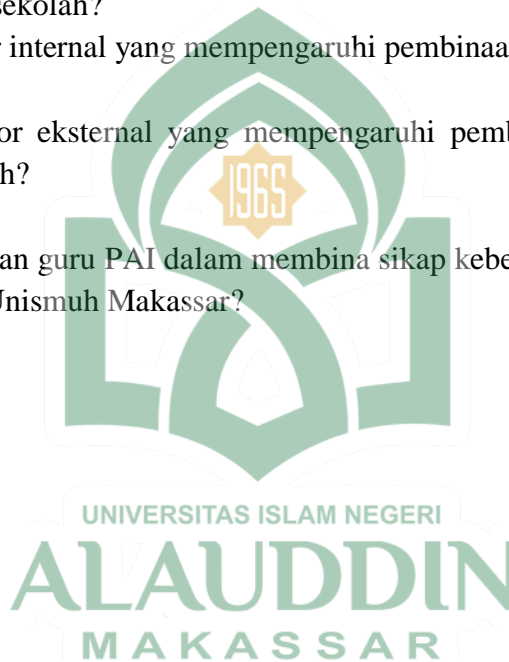 sekolah?
internal yang mempengaruhi pembinaa
or eksternal yang mempengaruhi pemb
h?
1965
an guru PAI dalam membina sikap kebe
Unismuh Makassar?
UNIVERSITAS ISLAM NEGERI
ALAUDDIN
MAKASSAR